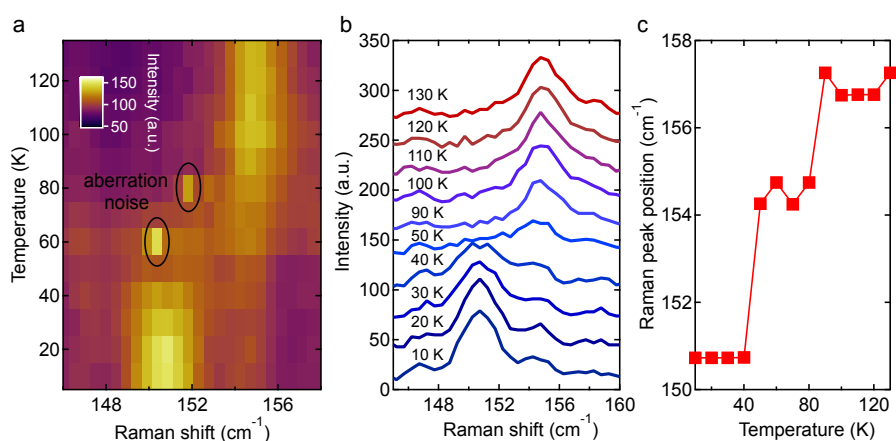 a
Intensity (a.u.)
150
100
50
aberration
noise
120
100
80
60
40
20
Temperature (K)
148
152
156
Raman shift (cm-1)
b
350
300
250
200
150
100
50
0
Intensity (a.u.)
130 K
120 K
110 K
100 K
90 K
50 K
40 K
30 K
20 K
10 K
148
152
156
160
Raman shift (cm-1)
c
158
156
154
152
150
Raman peak position (cm-1)
40
80
120
Temperature (K)